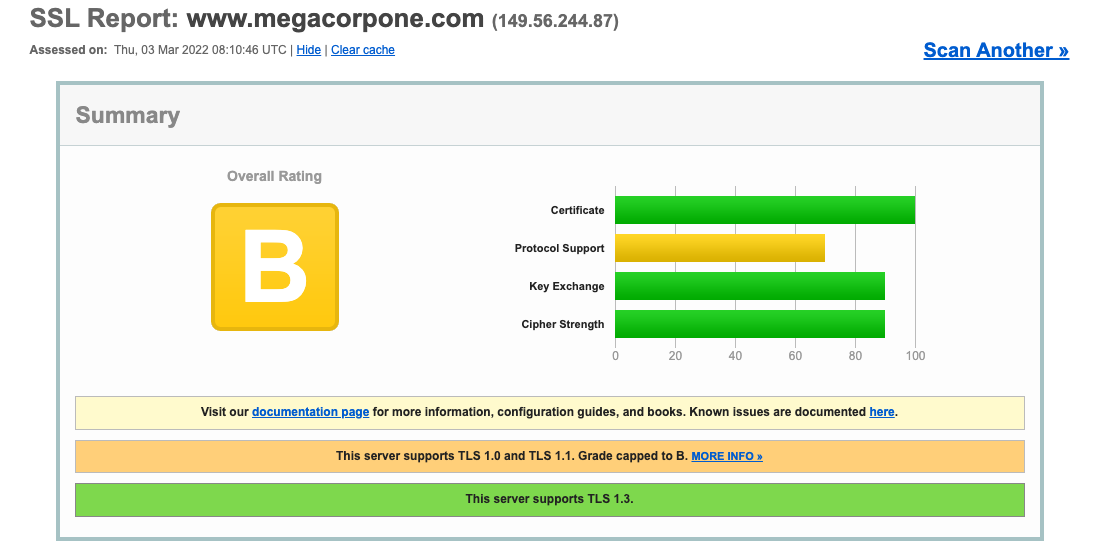 SSL Report: www.megacorpone.com (149.56.244.87)
Assessed on: Thu, 03 Mar 2022 08:10:46 UTC | Hide | Clear cache
Scan Another »
Summary
Overall Rating
B
Certificate
Protocol Support
Key Exchange
Cipher Strength
0 20 40 60 80 100
Visit our documentation page for more information, configuration guides, and books. Known issues are documented here.
This server supports TLS 1.0 and TLS 1.1. Grade capped to B. MORE INFO »
This server supports TLS 1.3.